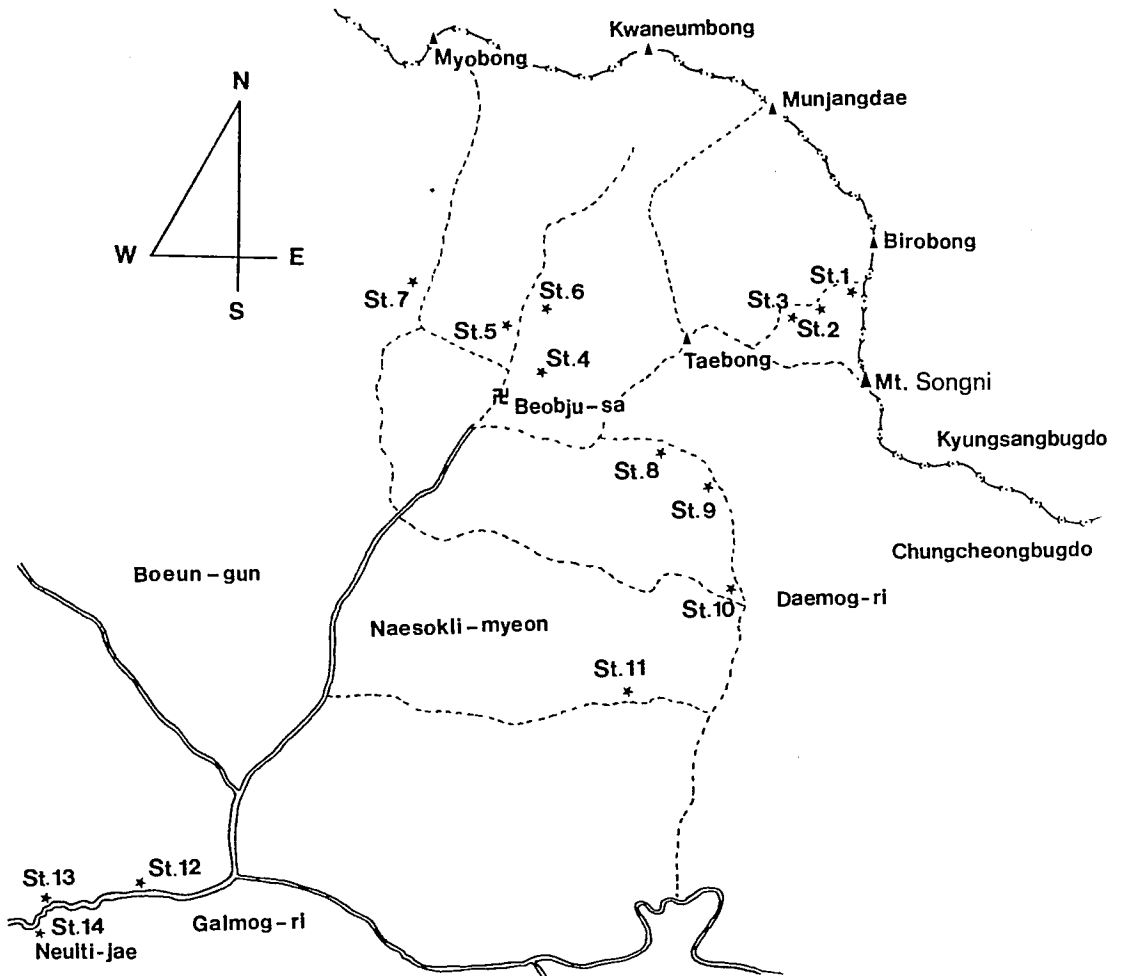 Kwaneumbong
Myobong
N
Munjangdae
W
E
S
Birobong
St.1
St.7
St.6
St.3
St.5
St.2
St.4
Taebong
Mt. Songni
卍 Beobju-sa
Kyungsangbugdo
St.8
St.9
Chungcheongbugdo
Boeun-gun
St.10
Daemog-ri
Naesokli-myeon
St.11
St.12
St.13
St.14
Galmog-ri
Neulti-jae